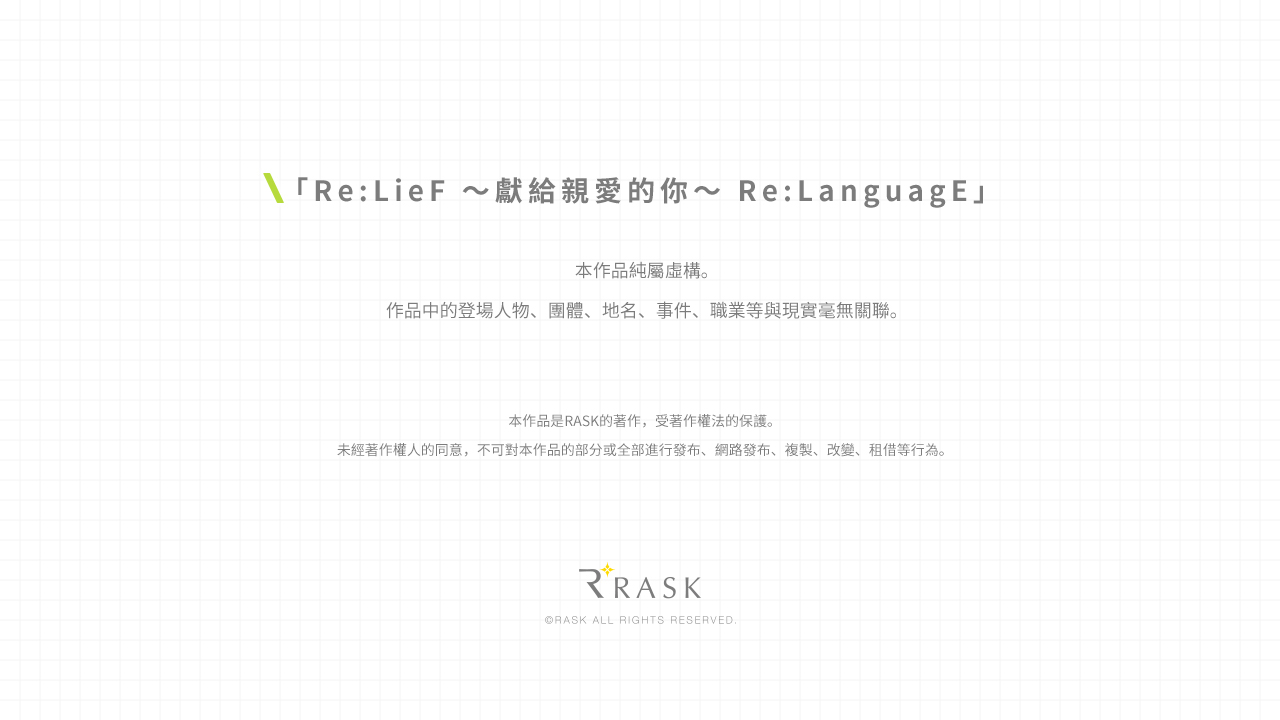 「Re:LieF ～獻給親愛的你～ Re:LanguagE」
本作品純屬虛構。
作品中的登場人物、團體、地名、事件、職業等與現實毫無關聯。
本作品是RASK的著作，受著作權法的保護。
未經著作權人的同意，不可對本作品的部分或全部進行發布、網路發布、複製、改變、租借等行為。
RASK
©RASK ALL RIGHTS RESERVED.